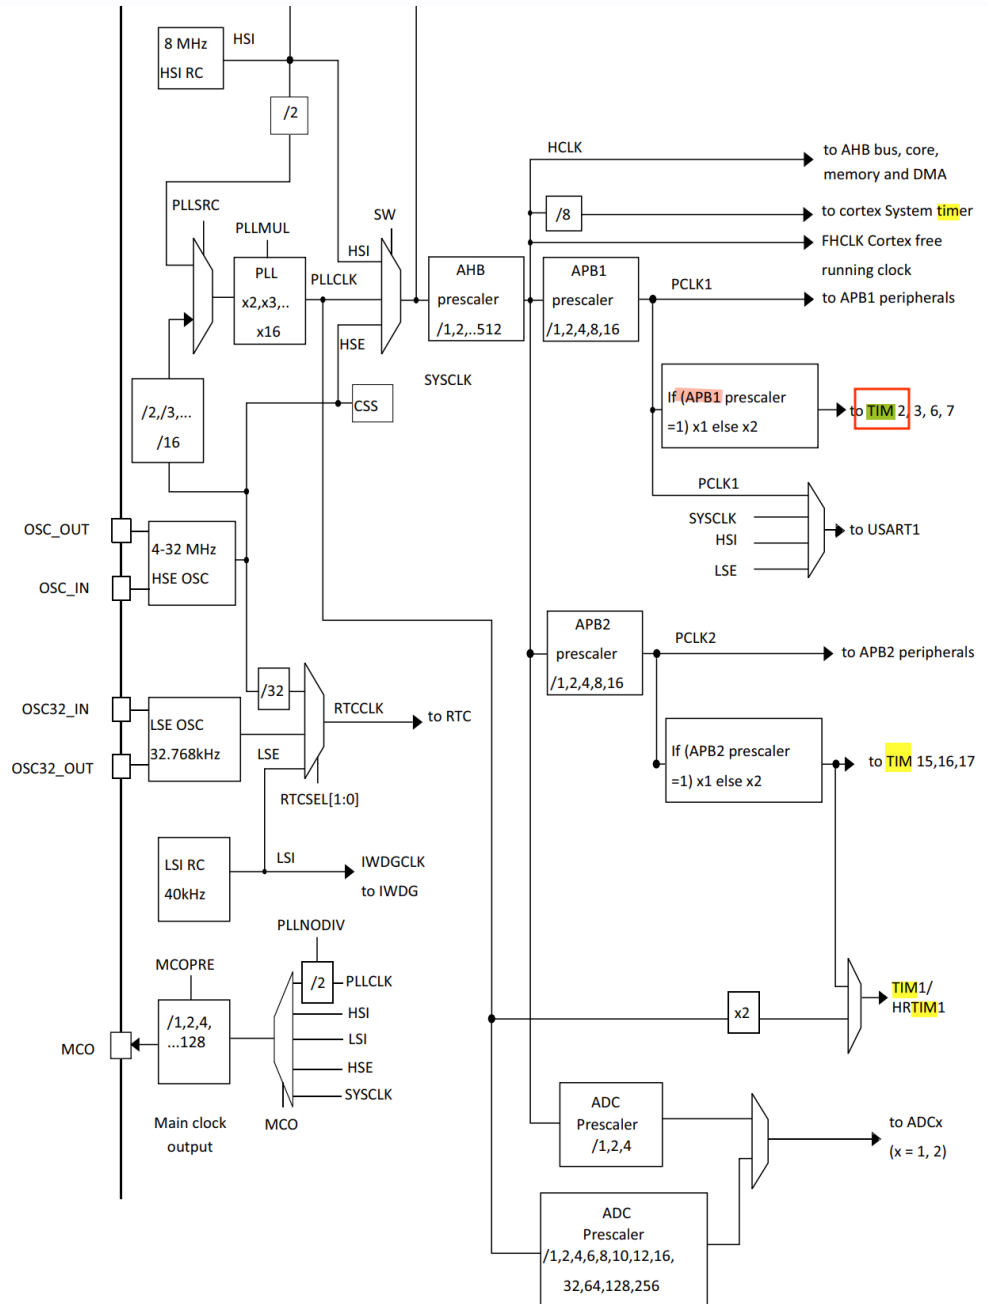 8 MHz
HSI RC
HSI
/2
HCLK
to AHB bus, core,
memory and DMA
/8
to cortex System timer
FHCLK Cortex free
running clock
PLLSRC
PLLMUL
SW
HSI
PLL
x2,x3,..
x16
PLLCLK
HSE
AHB
prescaler
/1,2,..512
APB1
prescaler
/1,2,4,8,16
PCLK1
to APB1 peripherals
SYSCLK
/2,/3,...
/16
CSS
If (APB1 prescaler
=1) x1 else x2
to TIM 2, 3, 6, 7
PCLK1
SYSCLK
HSI
LSE
to USART1
OSC_OUT
OSC_IN
4-32 MHz
HSE OSC
APB2
prescaler
/1,2,4,8,16
PCLK2
to APB2 peripherals
/32
OSC32_IN
OSC32_OUT
LSE OSC
32.768kHz
LSE
RTCCLK
to RTC
RTCSEL[1:0]
If (APB2 prescaler
=1) x1 else x2
to TIM 15,16,17
LSI RC
40kHz
LSI
IWDGCLK
to IWDG
PLLNODIV
MCOPRE
/2
PLLCLK
HSI
LSI
HSE
SYSCLK
/1,2,4,
...128
MCO
MCO
Main clock
output
x2
TIM1/
HRTIM1
ADC
Prescaler
/1,2,4
to ADCx
(x = 1, 2)
ADC
Prescaler
/1,2,4,6,8,10,12,16,
32,64,128,256